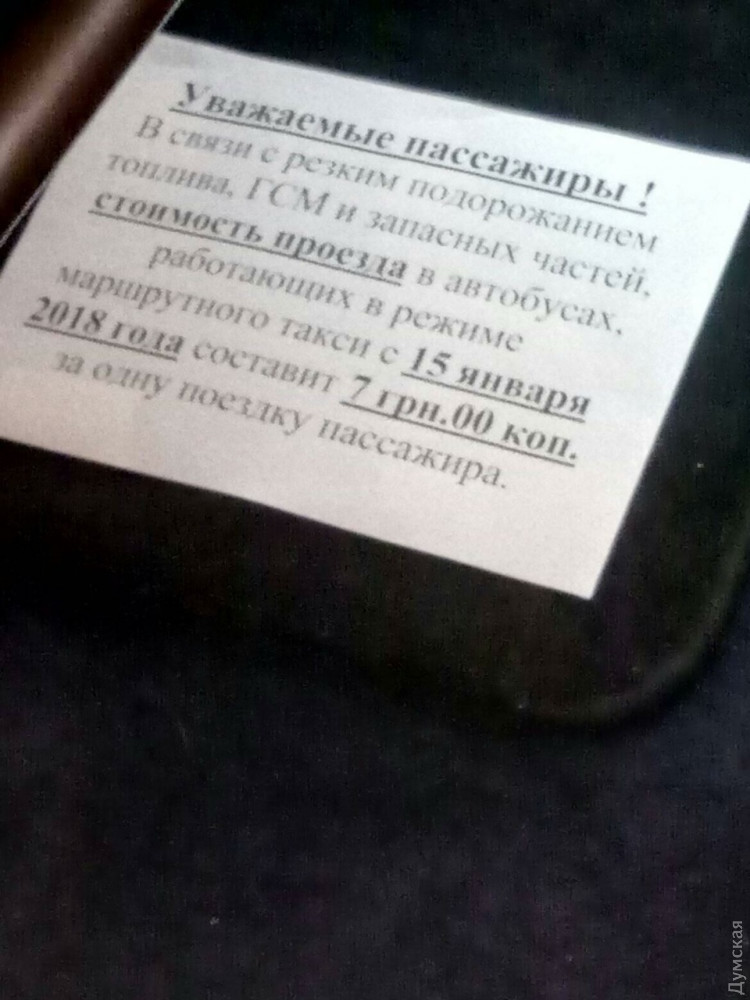 Уважаемые пассажиры !
В связи с резким подорожанием
топлива, ГСМ и запасных частей,
стоимость проезда в автобусах,
работающих в режиме
маршрутного такси с 15 января
2018 года составит 7 грн.00 коп.
за одну поездку пассажира.
Думская